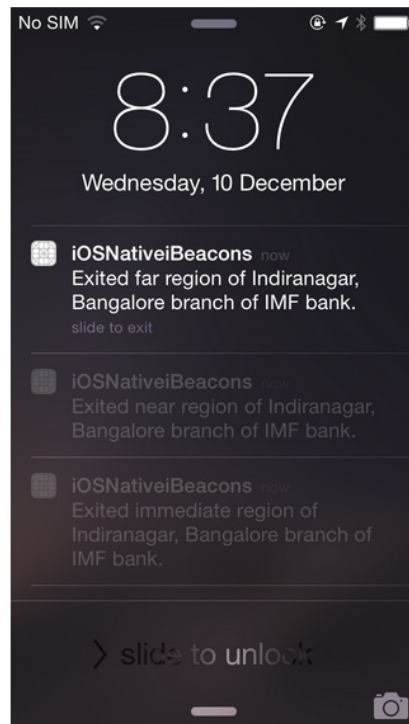 No SIM
8:37
Wednesday, 10 December
iOSNativeiBeacons now
Exited far region of Indiranagar,
Bangalore branch of IMF bank.
slide to exit
iOSNativeiBeacons now
Exited near region of Indiranagar,
Bangalore branch of IMF bank.
iOSNativeiBeacons now
Exited immediate region of
Indiranagar, Bangalore branch of
IMF bank.
slide to unlock